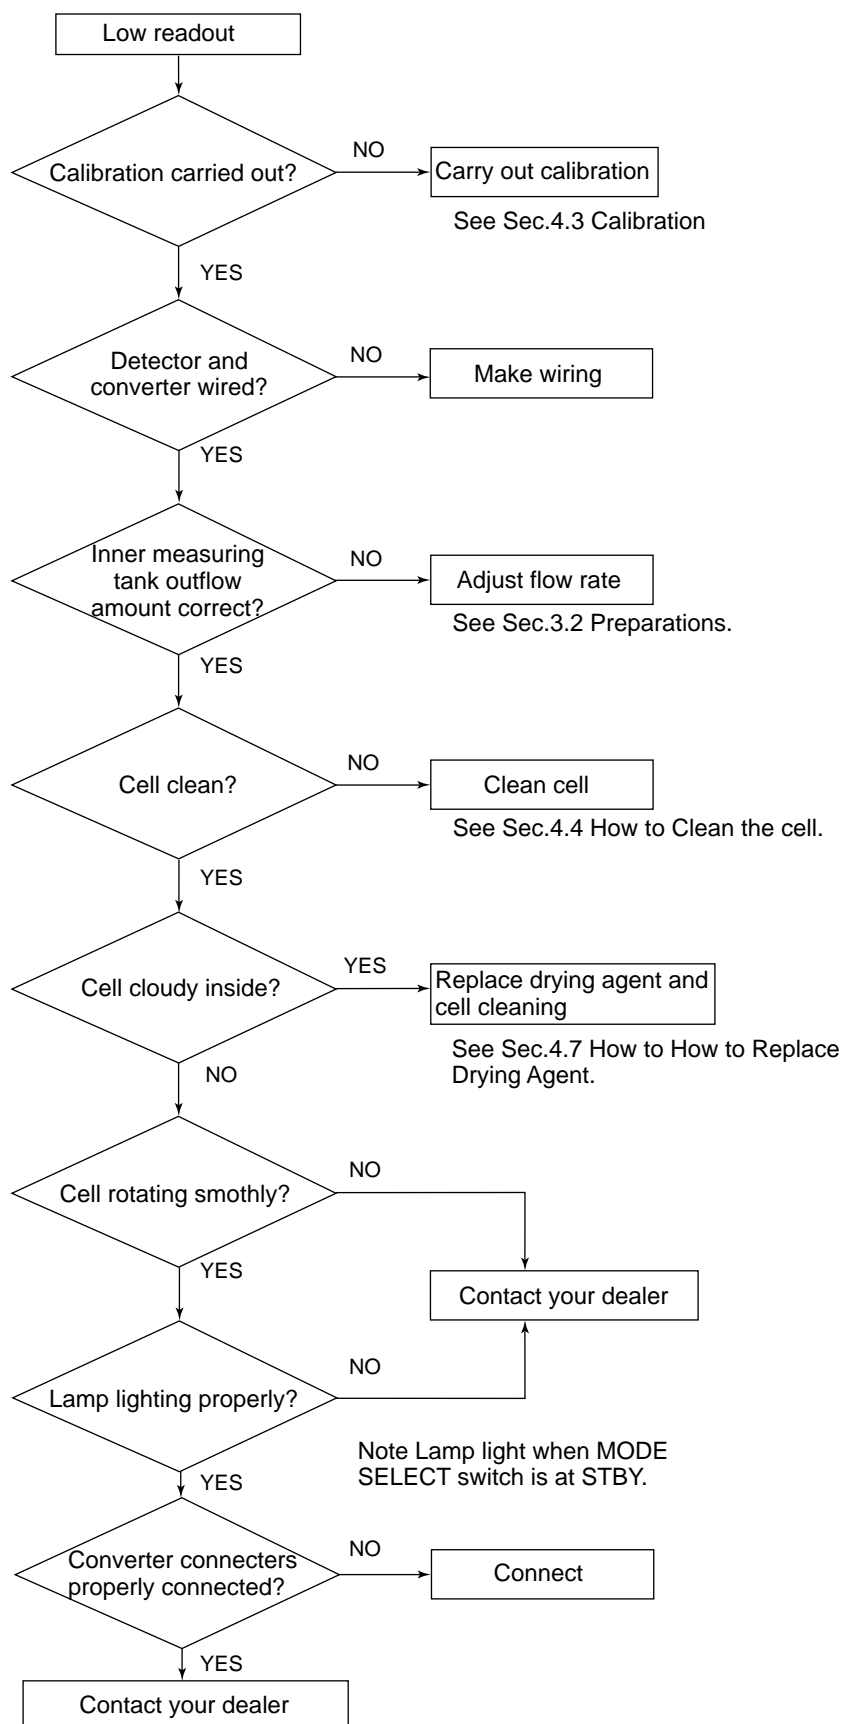 Low readout
Calibration carried out?
NO
Carry out calibration
See Sec.4.3 Calibration
YES
Detector and
converter wired?
NO
Make wiring
YES
Inner measuring
tank outflow
amount correct?
NO
Adjust flow rate
See Sec.3.2 Preparations.
YES
Cell clean?
NO
Clean cell
See Sec.4.4 How to Clean the cell.
YES
Cell cloudy inside?
YES
Replace drying agent and
cell cleaning
See Sec.4.7 How to How to Replace
Drying Agent.
NO
Cell rotating smothly?
NO
YES
Contact your dealer
Lamp lighting properly?
NO
Note Lamp light when MODE
SELECT switch is at STBY.
YES
Converter connecters
properly connected?
NO
Connect
YES
Contact your dealer